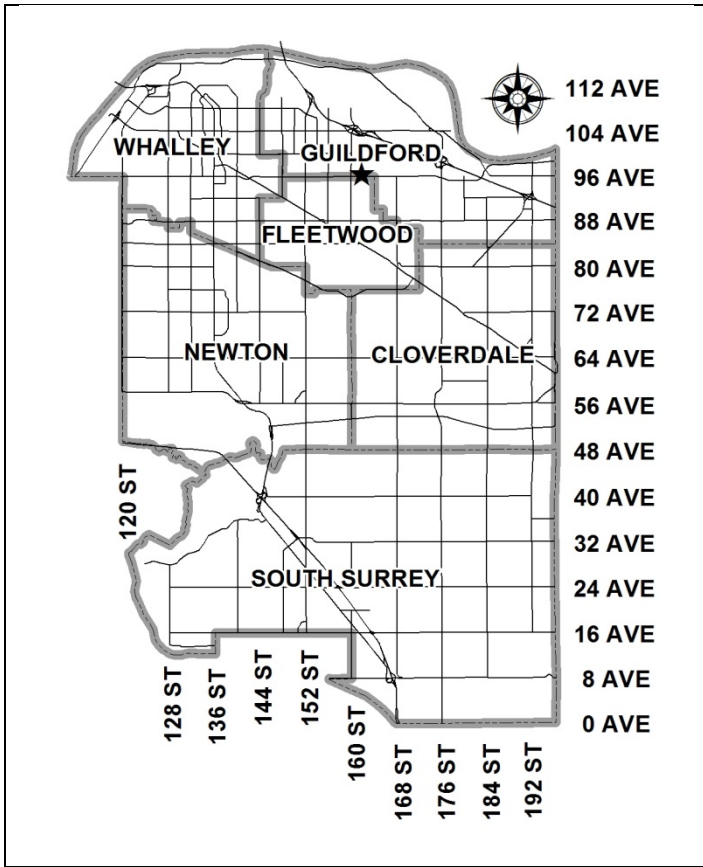 112 AVE
104 AVE
WHALLEY
GUILDFORD
96 AVE
88 AVE
FLEETWOOD
80 AVE
72 AVE
NEWTON
CLOVERDALE
64 AVE
56 AVE
48 AVE
120 ST
40 AVE
32 AVE
SOUTH SURREY
24 AVE
16 AVE
128 ST
136 ST
144 ST
152 ST
160 ST
168 ST
176 ST
184 ST
192 ST
8 AVE
0 AVE